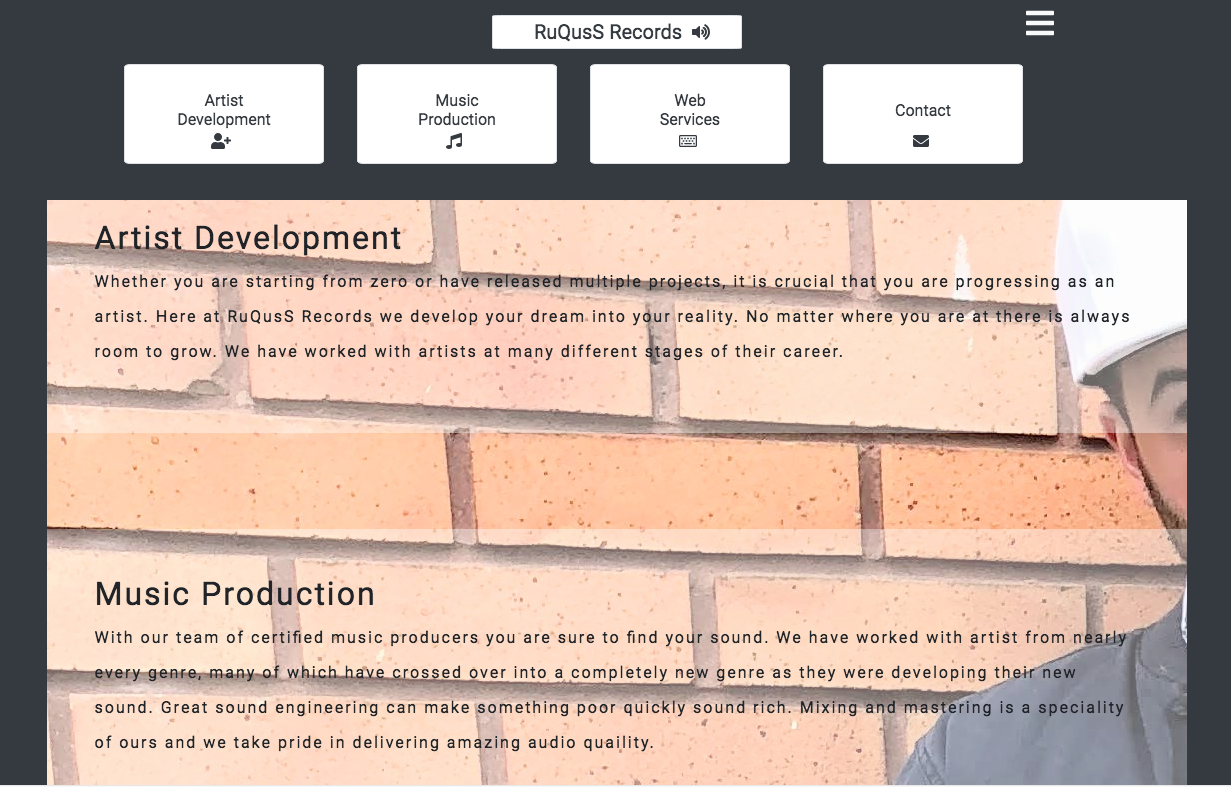 RuQusS Records
Artist
Development
Music
Production
Web
Services
Contact
Artist Development
Whether you are starting from zero or have released multiple projects, it is crucial that you are progressing as an
artist. Here at RuQusS Records we develop your dream into your reality. No matter where you are at there is always
room to grow. We have worked with artists at many different stages of their career.
Music Production
With our team of certified music producers you are sure to find your sound. We have worked with artist from nearly
every genre, many of which have crossed over into a completely new genre as they were developing their new
sound. Great sound engineering can make something poor quickly sound rich. Mixing and mastering is a speciality
of ours and we take pride in delivering amazing audio quaility.